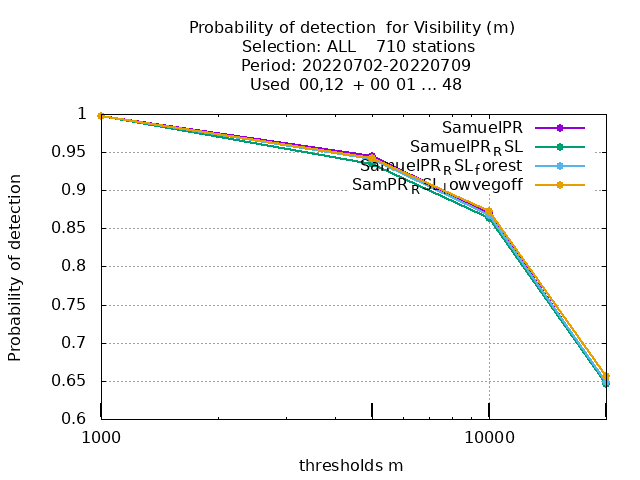 Probability of detection for Visibility (m)
Selection: ALL 710 stations
Period: 20220702-20220709
Used 00,12 + 00 01 ... 48
1
0.95
0.9
0.85
0.8
0.75
0.7
0.65
0.6
1000
10000
Probability of detection
thresholds m
SamuelPR
SamuelPR_RSL
SamuelPR_RSL_forest
SamPR_RSL_lowvegoff